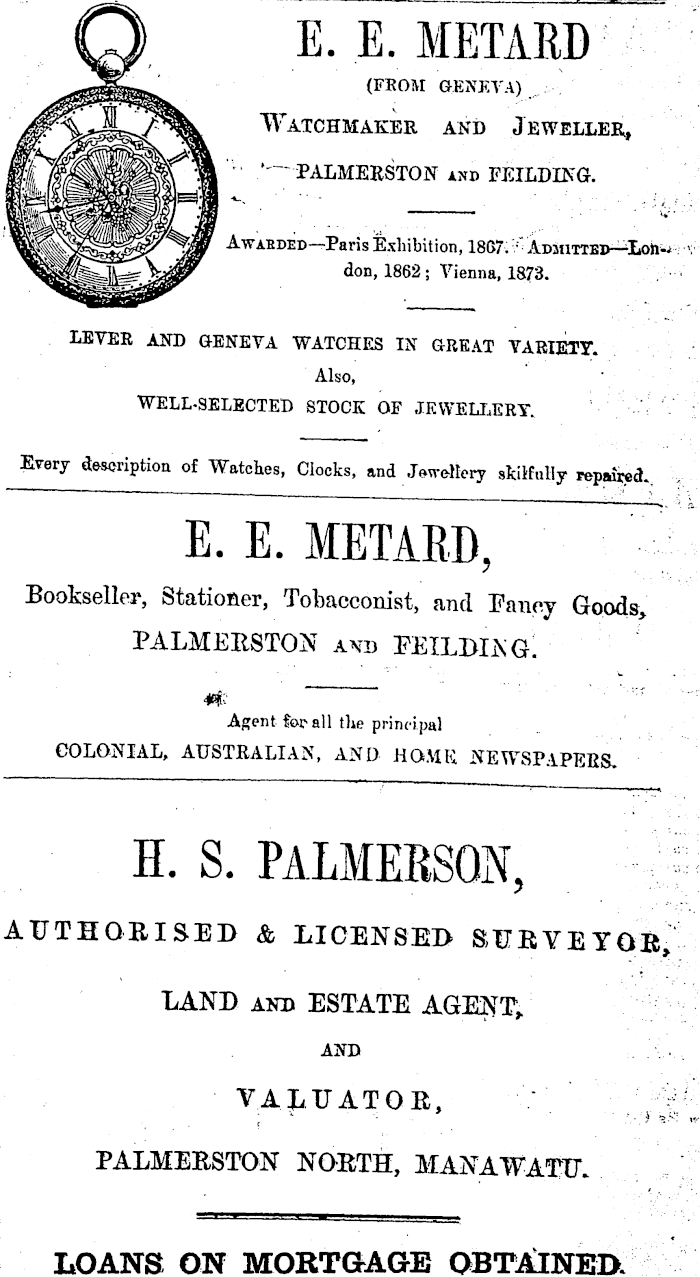 E. E. METARD
(FROM GENEVA)
WATCHMAKER AND JEWELLER,
PALMERSTON AND FEILDING.
AWARDED—Paris Exhibition, 1867. ADMITTED—Lon-
don, 1862; Vienna, 1873.
LEVER AND GENEVA WATCHES IN GREAT VARIETY.
Also,
WELL-SELECTED STOCK OF JEWELLERY.
Every description of Watches, Clocks, and Jewellery skilfully repaired.
E. E. METARD,
Bookseller, Stationer, Tobacconist, and Fancy Goods,
PALMERSTON AND FEILDING.
Agent for all the principal
COLONIAL, AUSTRALIAN, AND HOME NEWSPAPERS.
H. S. PALMERSON,
AUTHORISED & LICENSED SURVEYOR,
LAND AND ESTATE AGENT,
AND
VALUATOR,
PALMERSTON NORTH, MANAWATU.
LOANS ON MORTGAGE OBTAINED.